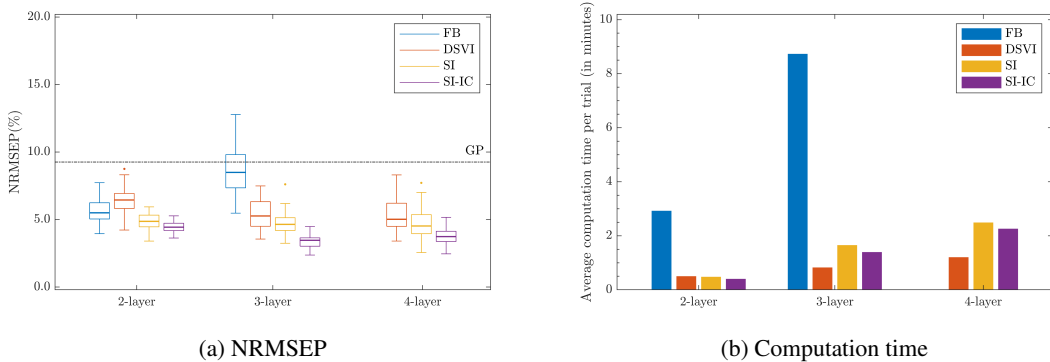 20.0
15.0
10.0
5.0
0.0
NRMSEP(%)
FB
DSVI
SI
SI-IC
GP
2-layer
3-layer
4-layer
(a) NRMSEP
10
8
6
4
2
0
Average computation time per trial (in minutes)
FB
DSVI
SI
SI-IC
2-layer
3-layer
4-layer
(b) Computation time